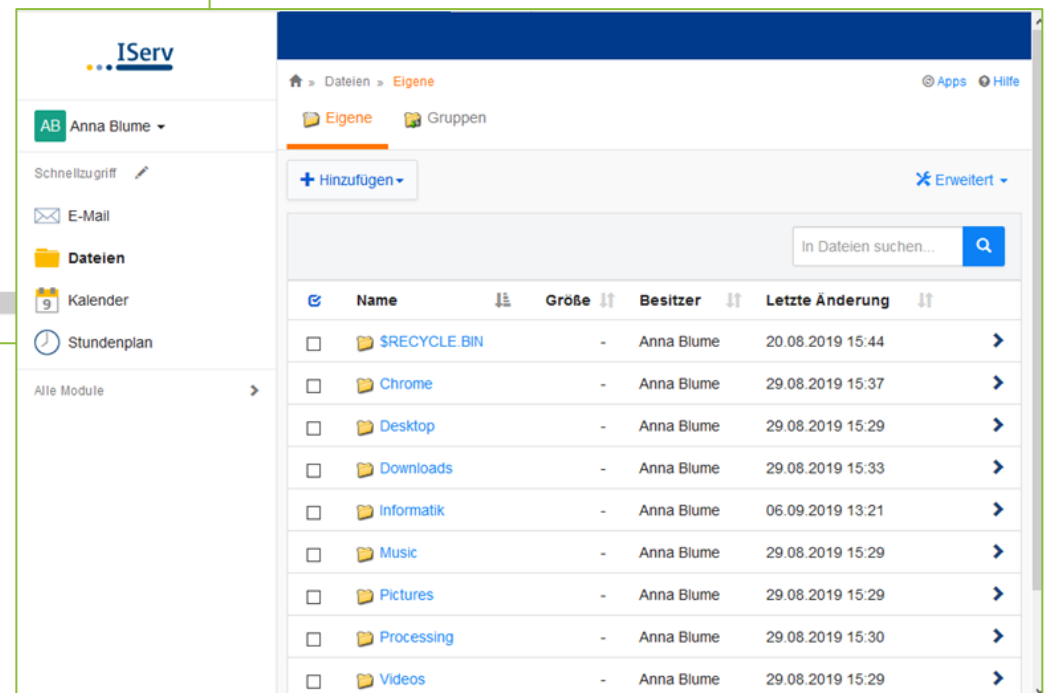 IServ
AB Anna Blume
Schnellzugriff
E-Mail
Dateien
9 Kalender
Stundenplan
Alle Module
» Dateien » Eigene
Apps Hilfe
Eigene Gruppen
+ Hinzufügen
Erweitert
In Dateien suchen...
Name Größe Besitzer Letzte Änderung
$RECYCLE.BIN - Anna Blume 20.08.2019 15:44
Chrome - Anna Blume 29.08.2019 15:37
Desktop - Anna Blume 29.08.2019 15:29
Downloads - Anna Blume 29.08.2019 15:33
Informatik - Anna Blume 06.09.2019 13:21
Music - Anna Blume 29.08.2019 15:29
Pictures - Anna Blume 29.08.2019 15:29
Processing - Anna Blume 29.08.2019 15:30
Videos - Anna Blume 29.08.2019 15:29